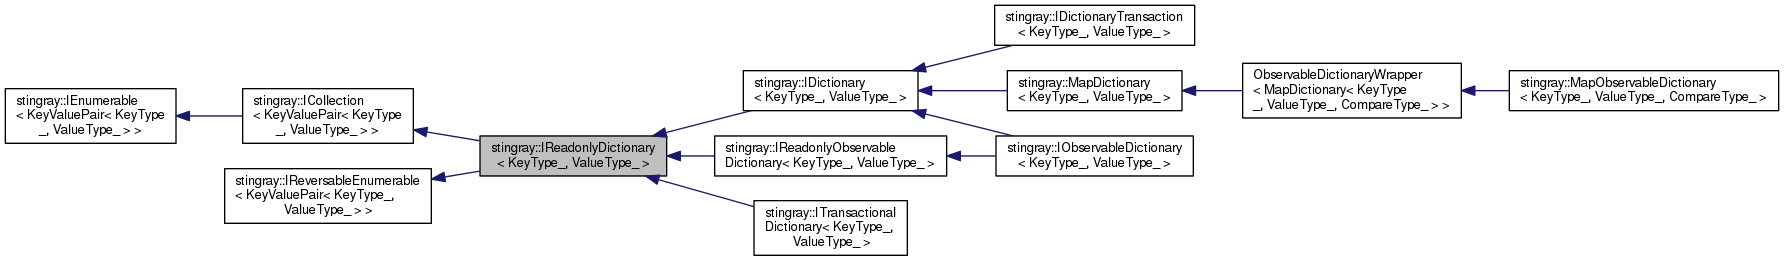 stingray::IDictionaryTransaction
< KeyType_, ValueType_ >
stingray::IEnumerable
< KeyValuePair< KeyType
_, ValueType_ > >
stingray::ICollection
< KeyValuePair< KeyType
_, ValueType_ > >
stingray::IReversableEnumerable
< KeyValuePair< KeyType_,
ValueType_ > >
stingray::IReadonlyDictionary
< KeyType_, ValueType_ >
stingray::IDictionary
< KeyType_, ValueType_ >
stingray::IReadonlyObservable
Dictionary< KeyType_, ValueType_ >
stingray::ITransactional
Dictionary< KeyType_,
ValueType_ >
stingray::MapDictionary
< KeyType_, ValueType_ >
stingray::IObservableDictionary
< KeyType_, ValueType_ >
ObservableDictionaryWrapper
< MapDictionary< KeyType
_, ValueType_, CompareType_ > >
stingray::MapObservableDictionary
< KeyType_, ValueType_, CompareType_ >